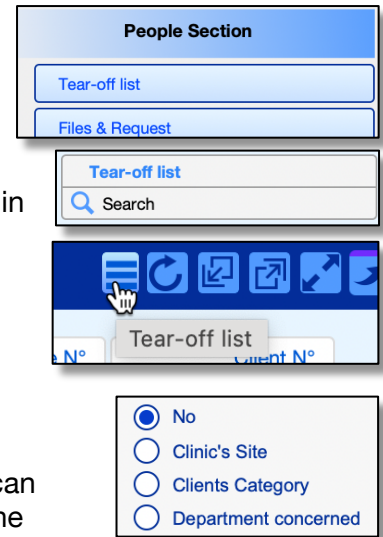 People Section
Tear-off list
Files & Request
Tear-off list
in
Search
Tear-off list
N°
Client N°
No
Clinic's Site
Clients Category
can
Department concerned